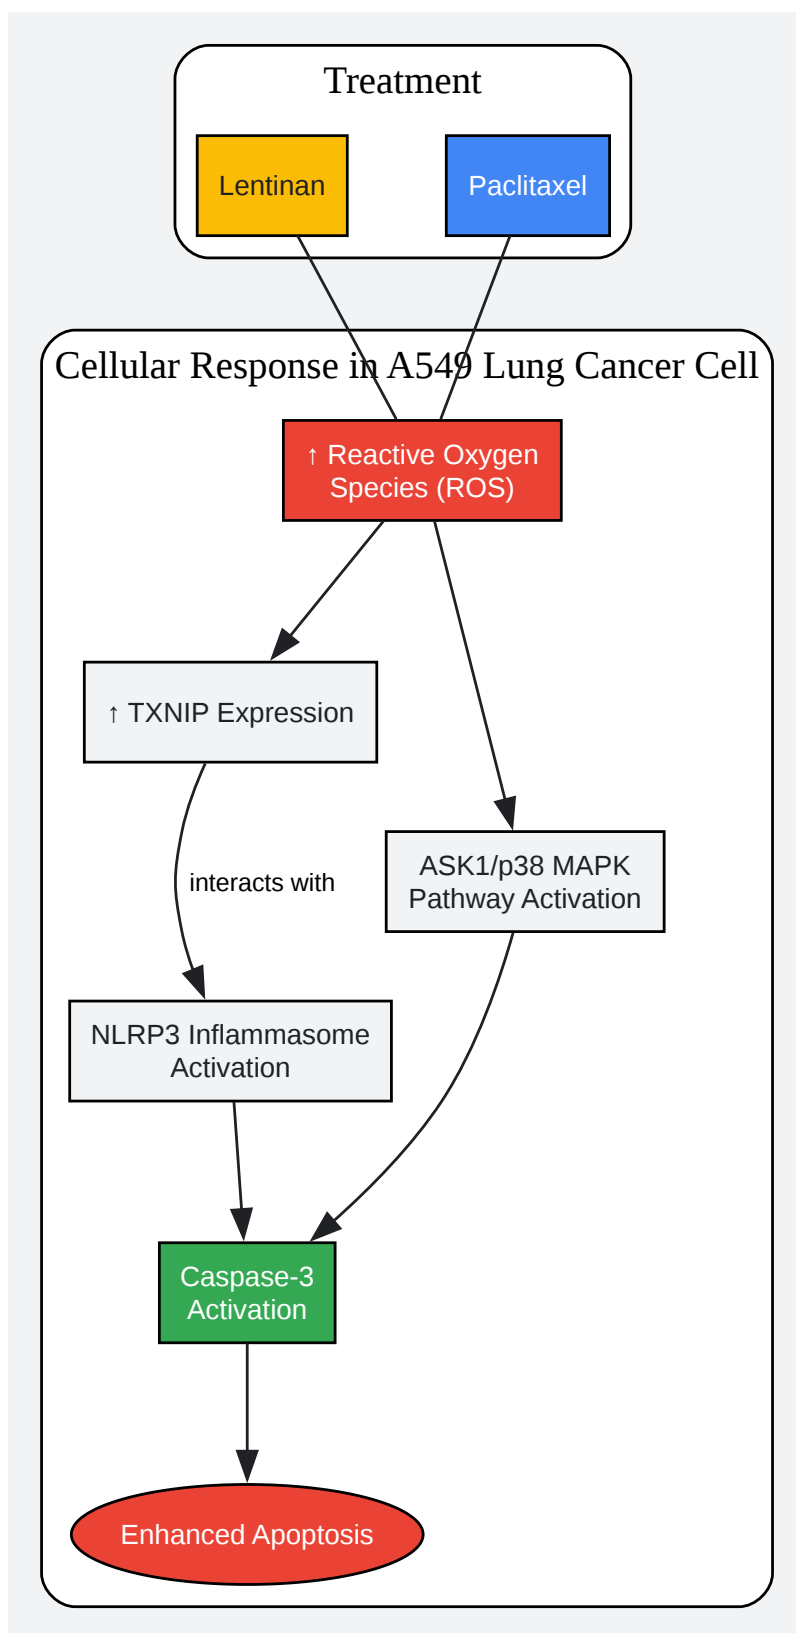 Treatment
Lentinan
Paclitaxel
Cellular Response in A549 Lung Cancer Cell
↑ Reactive Oxygen
Species (ROS)
↑ TXNIP Expression
ASK1/p38 MAPK
Pathway Activation
interacts with
NLRP3 Inflammasome
Activation
Caspase-3
Activation
Enhanced Apoptosis